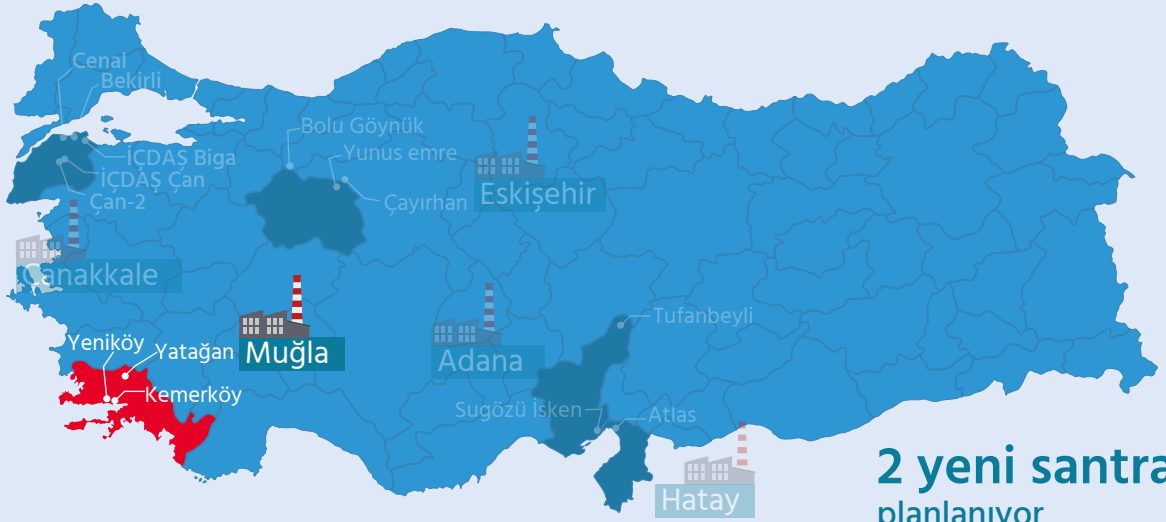 Cenal
Bekirli
Bolu Göynük
Yunus emre
İÇDAŞ Biga
İÇDAŞ Çan
Çan-2
Çayırhan
Eskişehir
Çanakkale
Tufanbeyli
Yeniköy
Yatağan
Muğla
Adana
Kemerköy
Sugözü İsken
Atlas
Hatay
2 yeni santra
planlanıyor